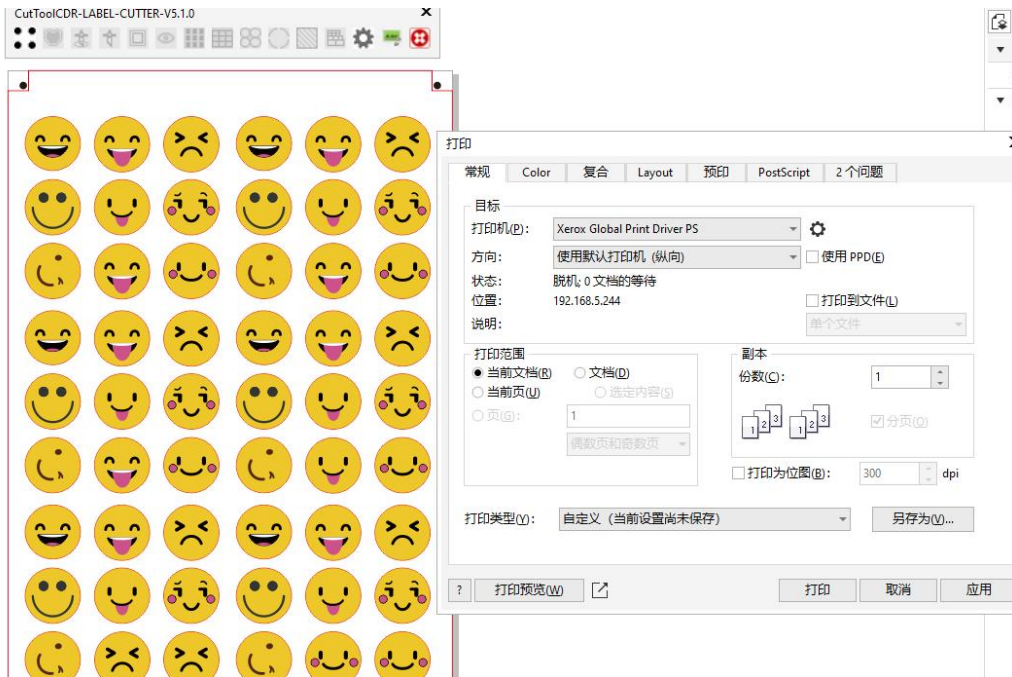 CutToolCDR-LABEL-CUTTER-V5.1.0
打印
常规 Color 复合 Layout 预印 PostScript 2 个问题
目标
打印机(P): Xerox Global Print Driver PS
方向: 使用默认打印机 (纵向) 使用 PPD(E)
状态: 脱机; 0 文档的等待
位置: 192.168.5.244 打印到文件(L)
说明: 单个文件
打印范围
当前文档(R) 文档(D)
当前页(U) 选定内容(S)
页(G): 1
偶数页和奇数页
副本
份数(C): 1
1 2 3 1 2 3 分页(O)
打印为位图(B): 300 dpi
打印类型(Y): 自定义（当前设置尚未保存） 另存为(V)...
? 打印预览(W) 打印 取消 应用